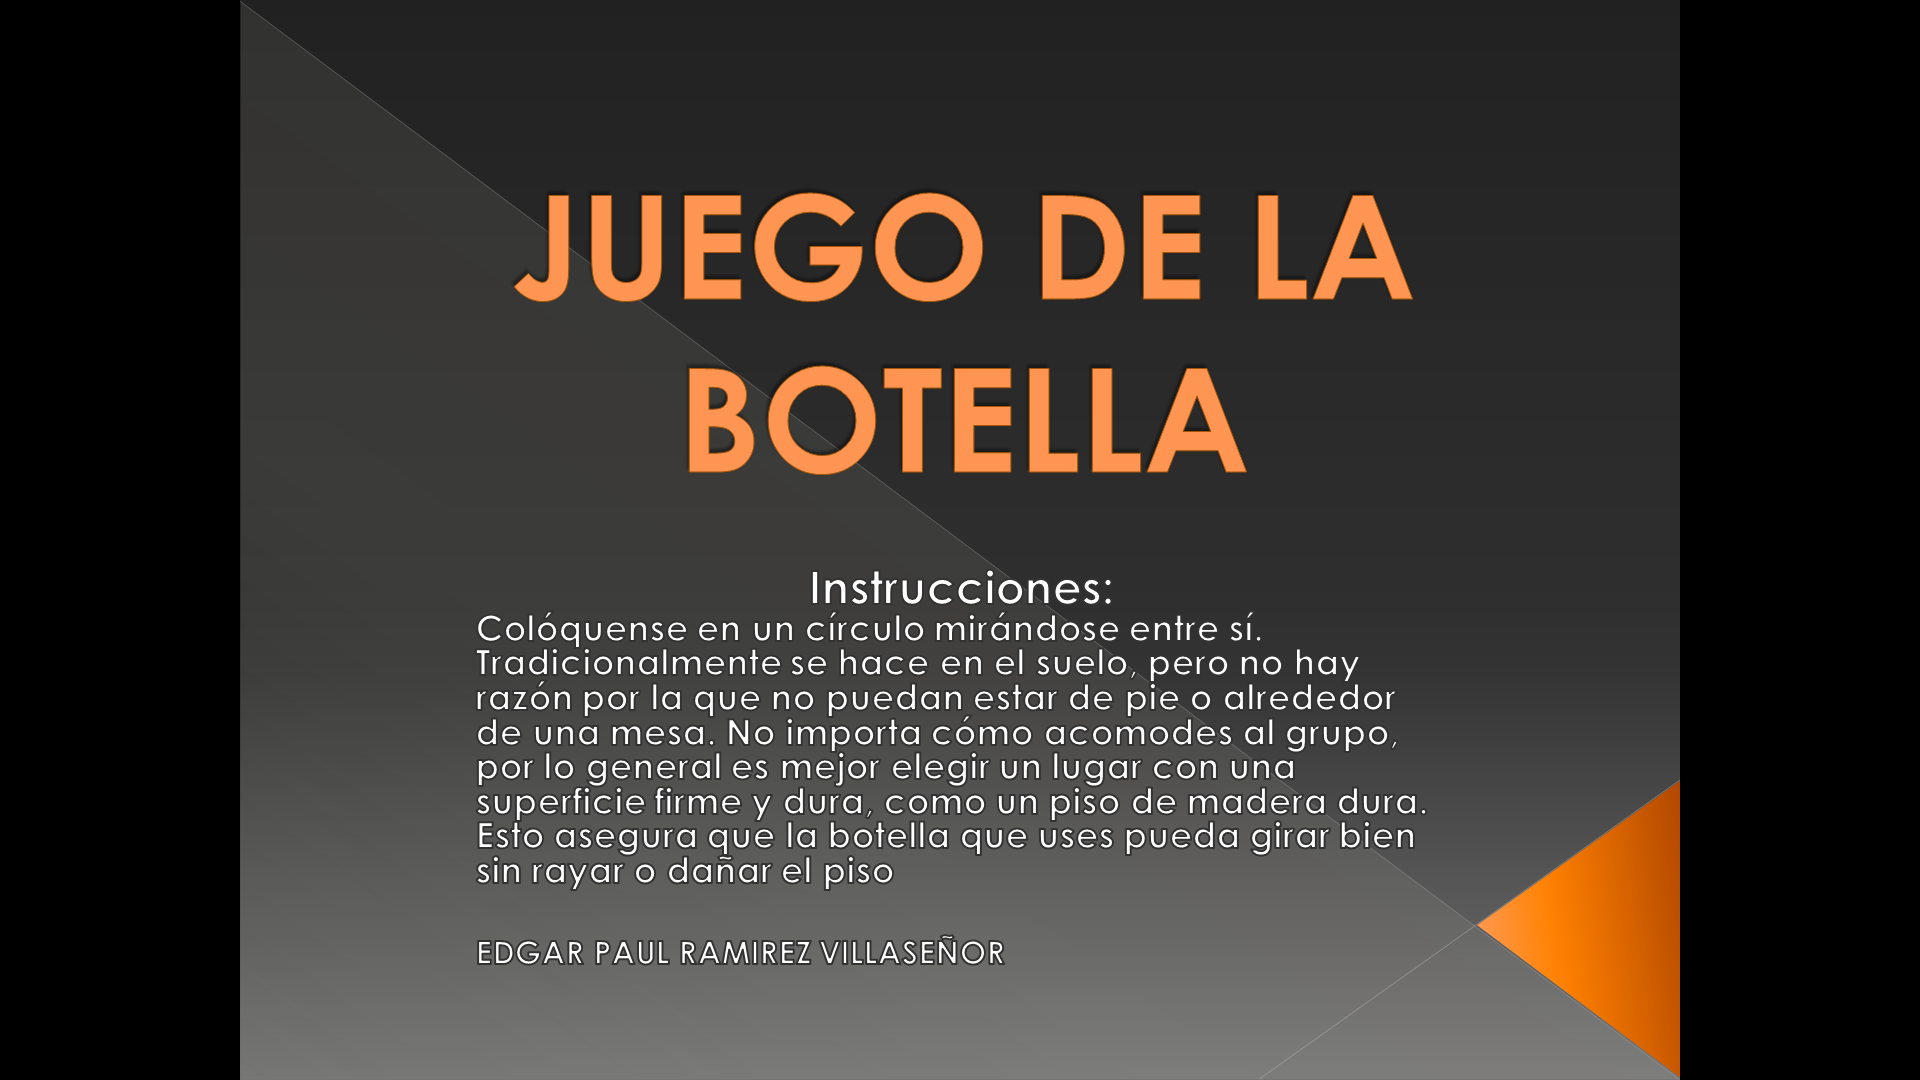 JUEGO DE LA
BOTELLA
Instrucciones:
Colóquense en un círculo mirándose entre sí.
Tradicionalmente se hace en el suelo, pero no hay
razón por la que no puedan estar de pie o alrededor
de una mesa. No importa cómo acomodes al grupo,
por lo general es mejor elegir un lugar con una
superficie firme y dura, como un piso de madera dura.
Esto asegura que la botella que uses pueda girar bien
sin rayar o dañar el piso
EDGAR PAUL RAMIREZ VILLASEÑOR